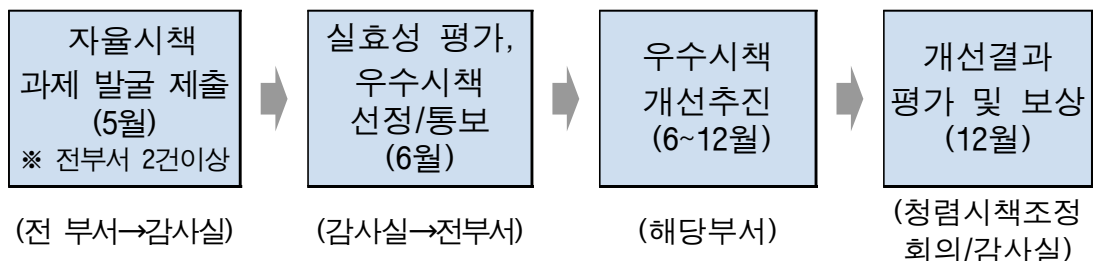 자율시책
과제 발굴 제출
(5월)
※ 전부서 2건이상
(전 부서→감사실)
실효성 평가,
우수시책
선정/통보
(6월)
(감사실→전부서)
우수시책
개선추진
(6~12월)
(해당부서)
개선결과
평가 및 보상
(12월)
(청렴시책조정
회의/감사실)